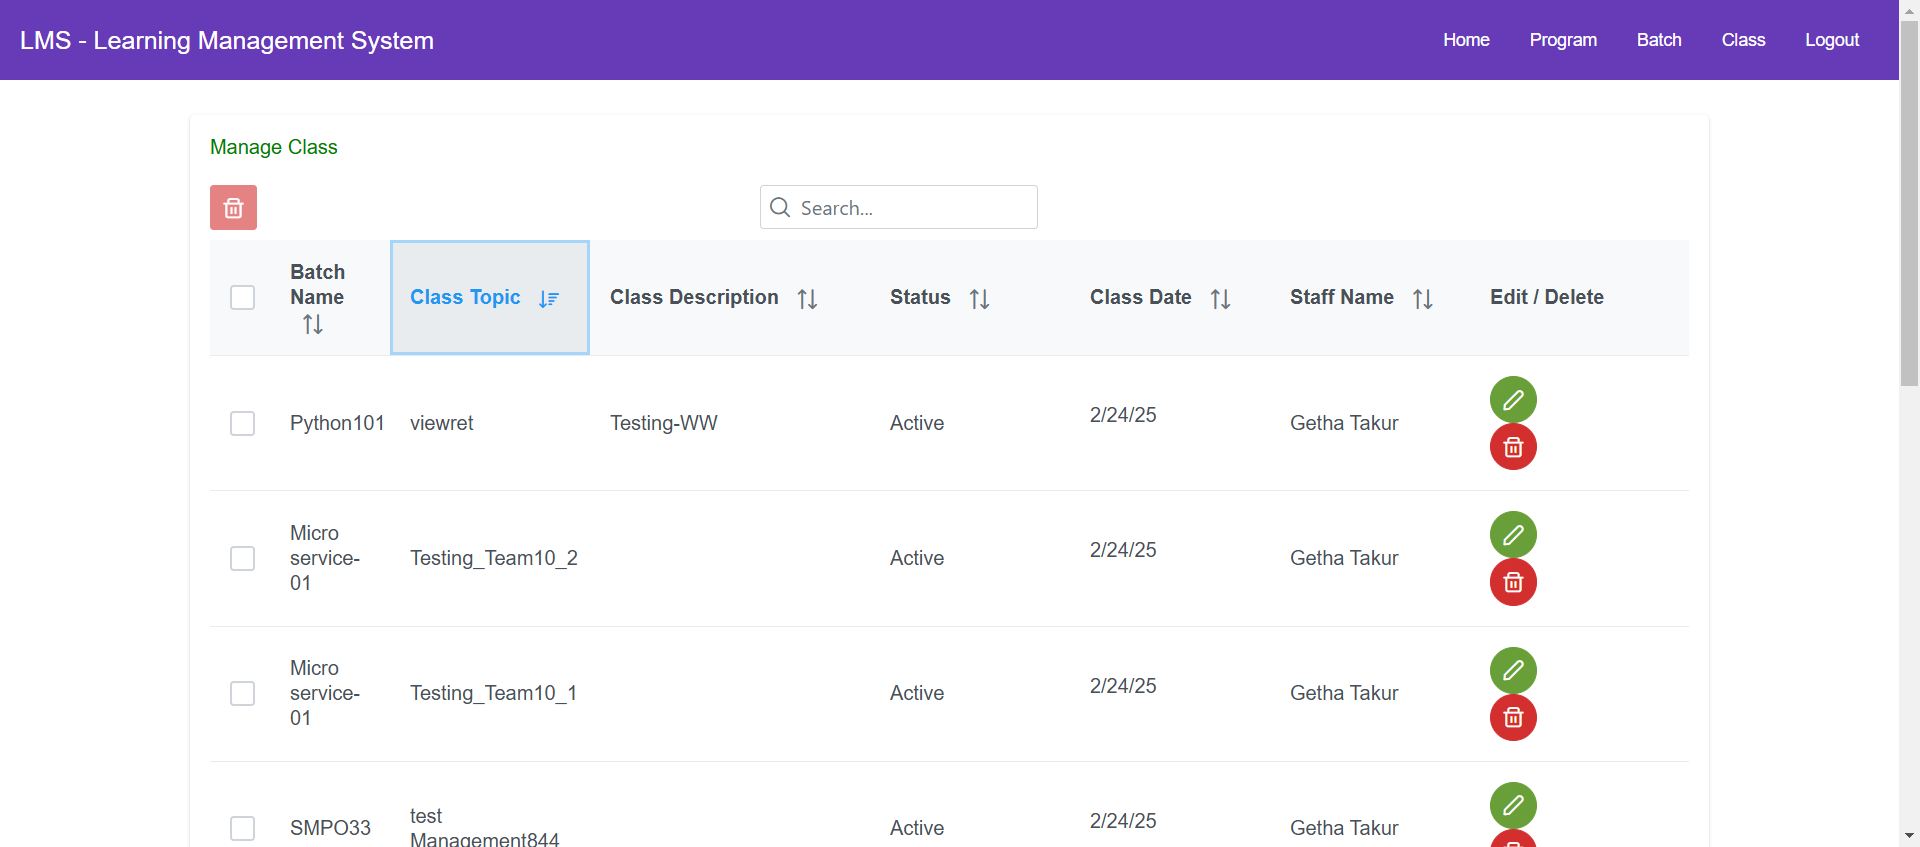 LMS - Learning Management System
Home Program Batch Class Logout
Manage Class
Search...
Batch Name Class Topic Class Description Status Class Date Staff Name Edit / Delete
Python101 viewret Testing-WW Active 2/24/25 Getha Takur
Micro
service-
01
Testing_Team10_2 Active 2/24/25 Getha Takur
Micro
service-
01
Testing_Team10_1 Active 2/24/25 Getha Takur
SMPO33
test
Management844
Active 2/24/25 Getha Takur